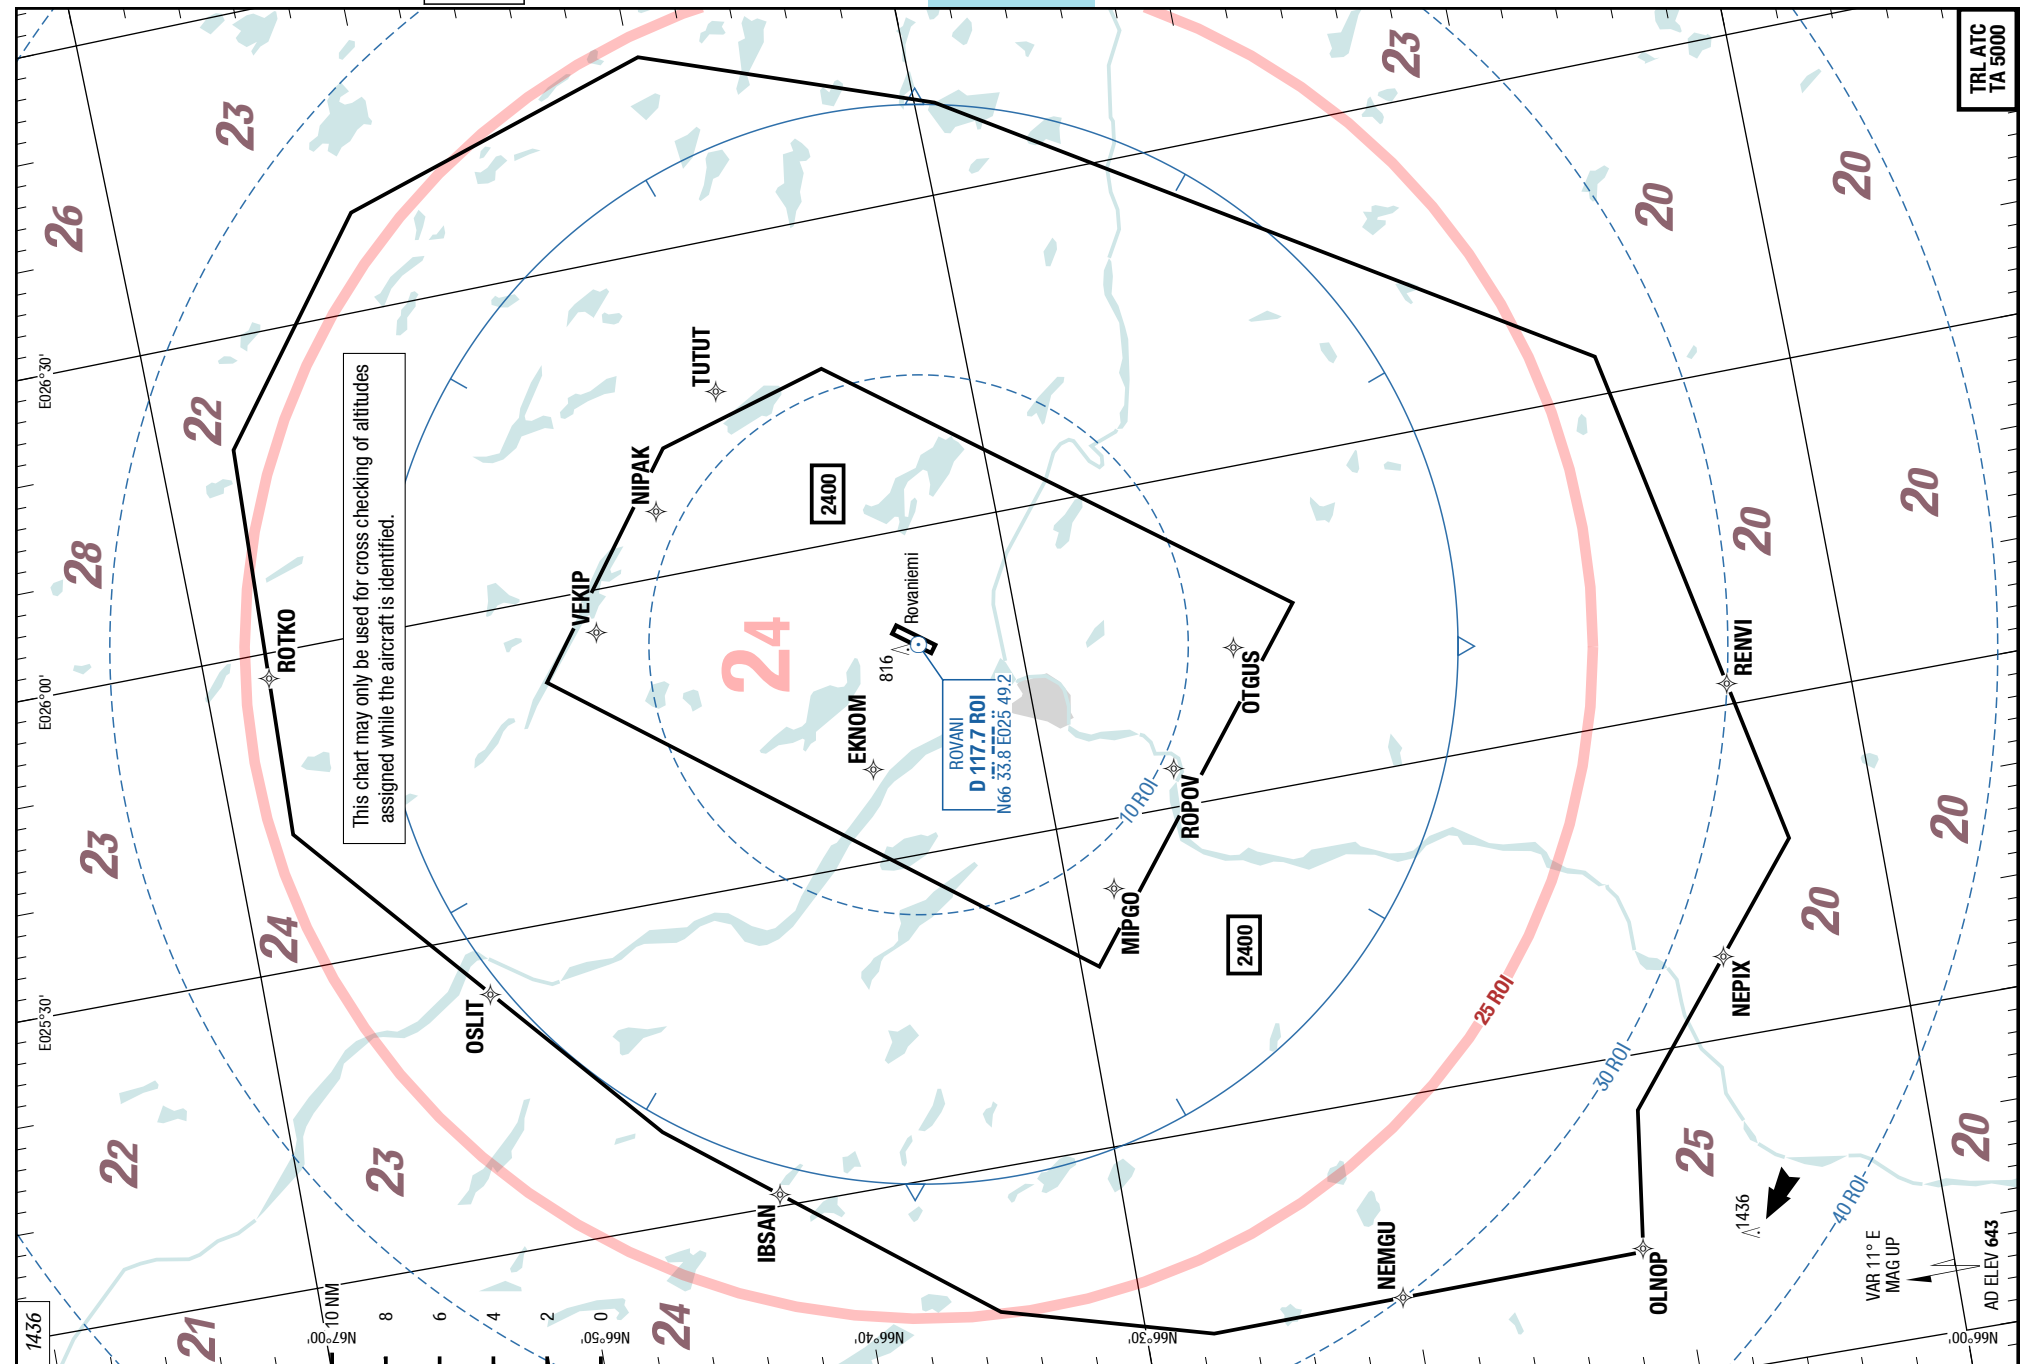 TRL ATC
TA 5000
23
23
26
20
20
E026°30'
22
TUTUT
This chart may only be used for cross checking of altitudes
assigned while the aircraft is identified.
NIPAK
2400
28
VEKIP
20
20
Rovaniemi
816
24
ROTKO
E026°00'
EKNOM
ROVANI
D 117.7 ROI
N66 33.8 E025 49.2
OTGUS
RENVI
10 ROI
ROPOV
23
20
20
24
MIPGO
2400
NEPIX
E025°30'
OSLIT
25 ROI
30 ROI
22
23
25
20
IBSAN
NEMGU
OLNOP
1436
40 ROI
VAR 11° E
MAG UP
AD ELEV 643
1436
21
24
10 NM
8
6
4
2
0
N67°00'
N66°50'
N66°40'
N66°30'
N66°00'